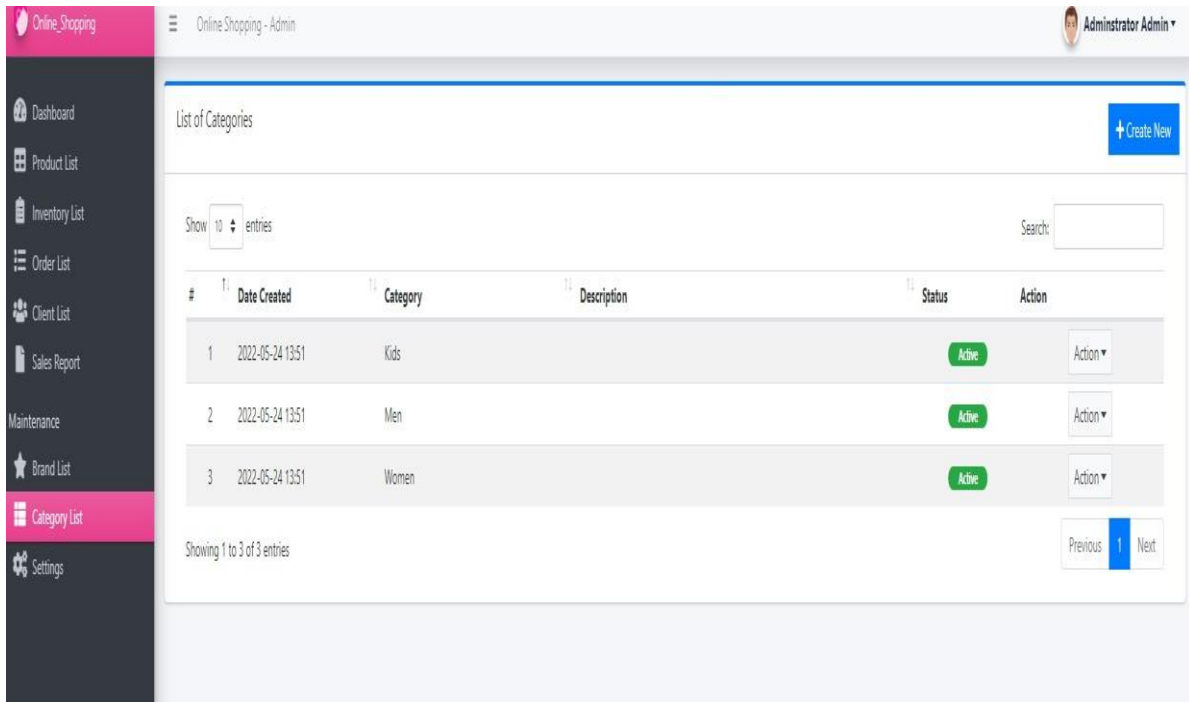 Online_Shopping
Online Shopping - Admin
Adminstrator Admin
Dashboard
Product List
Inventory List
Order List
Client List
Sales Report
Maintenance
Brand List
Category List
Settings
List of Categories
Create New
Show 10 entries
Search:
# Date Created Category Description Status Action
1 2022-05-24 13:51 Kids Active Action
2 2022-05-24 13:51 Men Active Action
3 2022-05-24 13:51 Women Active Action
Showing 1 to 3 of 3 entries
Previous 1 Next